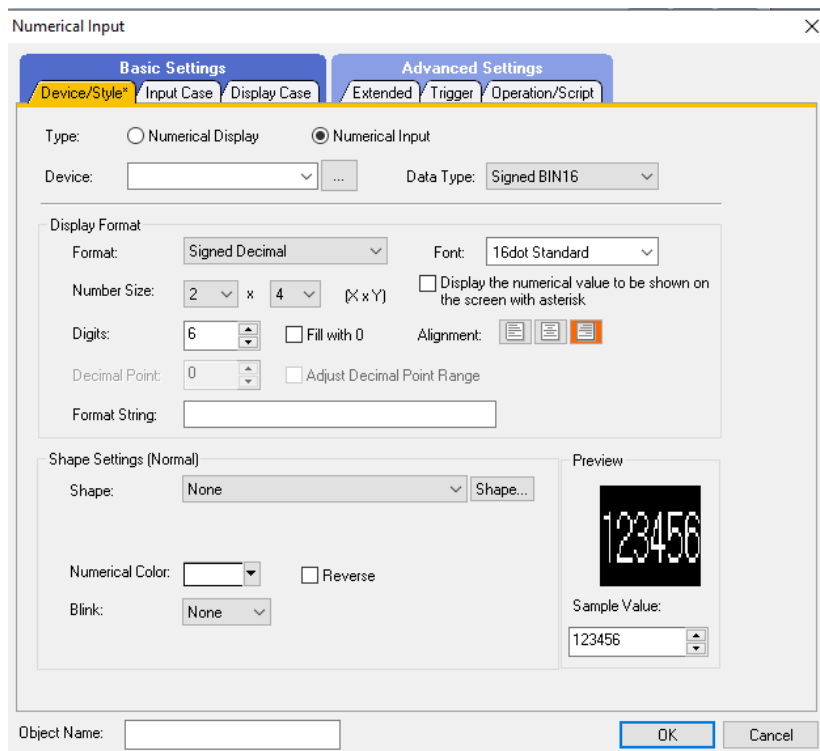 Numerical Input
Basic Settings Advanced Settings
Device/Style* Input Case Display Case Extended Trigger Operation/Script
Type: Numerical Display Numerical Input
Device: ... Data Type: Signed BIN16
Display Format
Format: Signed Decimal Font: 16dot Standard
Number Size: 2 x 4 (X x Y) Display the numerical value to be shown on
the screen with asterisk
Digits: 6 Fill with 0 Alignment:
Decimal Point: 0 Adjust Decimal Point Range
Format String:
Shape Settings (Normal) Preview
Shape: None Shape...
123456
Numerical Color: Reverse
Blink: None Sample Value:
123456
Object Name: OK Cancel